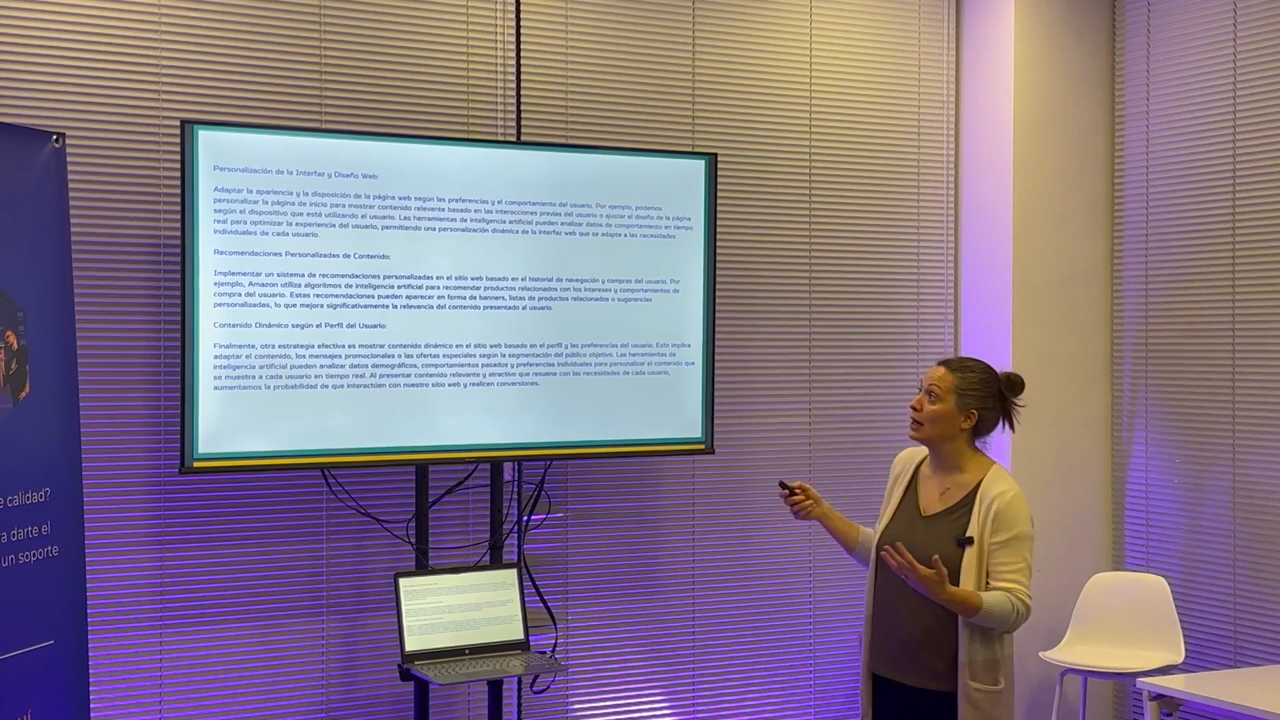 Personalización de la Interfaz y Diseño Web:
Adaptar la apariencia y la disposición de la página web según las preferencias y el comportamiento del usuario. Por ejemplo, podemos
personalizar la página de inicio para mostrar contenido relevante basado en las interacciones previas del usuario o ajustar el diseño de la página
según el dispositivo que esté utilizando el usuario. Las herramientas de inteligencia artificial pueden analizar datos de comportamiento en tiempo
real para optimizar la experiencia del usuario, permitiendo una personalización dinámica de la interfaz web que se adapte a las necesidades
individuales de cada usuario.
Recomendaciones Personalizadas de Contenido:
Implementar un sistema de recomendaciones personalizadas en el sitio web basado en el historial de navegación y compras del usuario. Por
ejemplo, Amazon utiliza algoritmos de inteligencia artificial para recomendar productos relacionados con los intereses y comportamientos de
compra del usuario. Estas recomendaciones pueden aparecer en forma de banners, listas de productos relacionados o sugerencias
personalizadas, lo que mejora significativamente la relevancia del contenido presentado al usuario.
Contenido Dinámico según el Perfil del Usuario:
Finalmente, otra estrategia efectiva es mostrar contenido dinámico en el sitio web basado en el perfil y las preferencias del usuario. Esto implica
adaptar el contenido, los mensajes promocionales o las ofertas especiales según la segmentación del público objetivo. Las herramientas de
inteligencia artificial pueden analizar datos demográficos, comportamientos pasados y preferencias individuales para personalizar el contenido que
se muestra a cada usuario en tiempo real. Al presentar contenido relevante y atractivo que resuena con las necesidades de cada usuario,
aumentamos la probabilidad de que interactúen con nuestro sitio web y realicen conversiones.
e calidad?
a darte el
un soporte